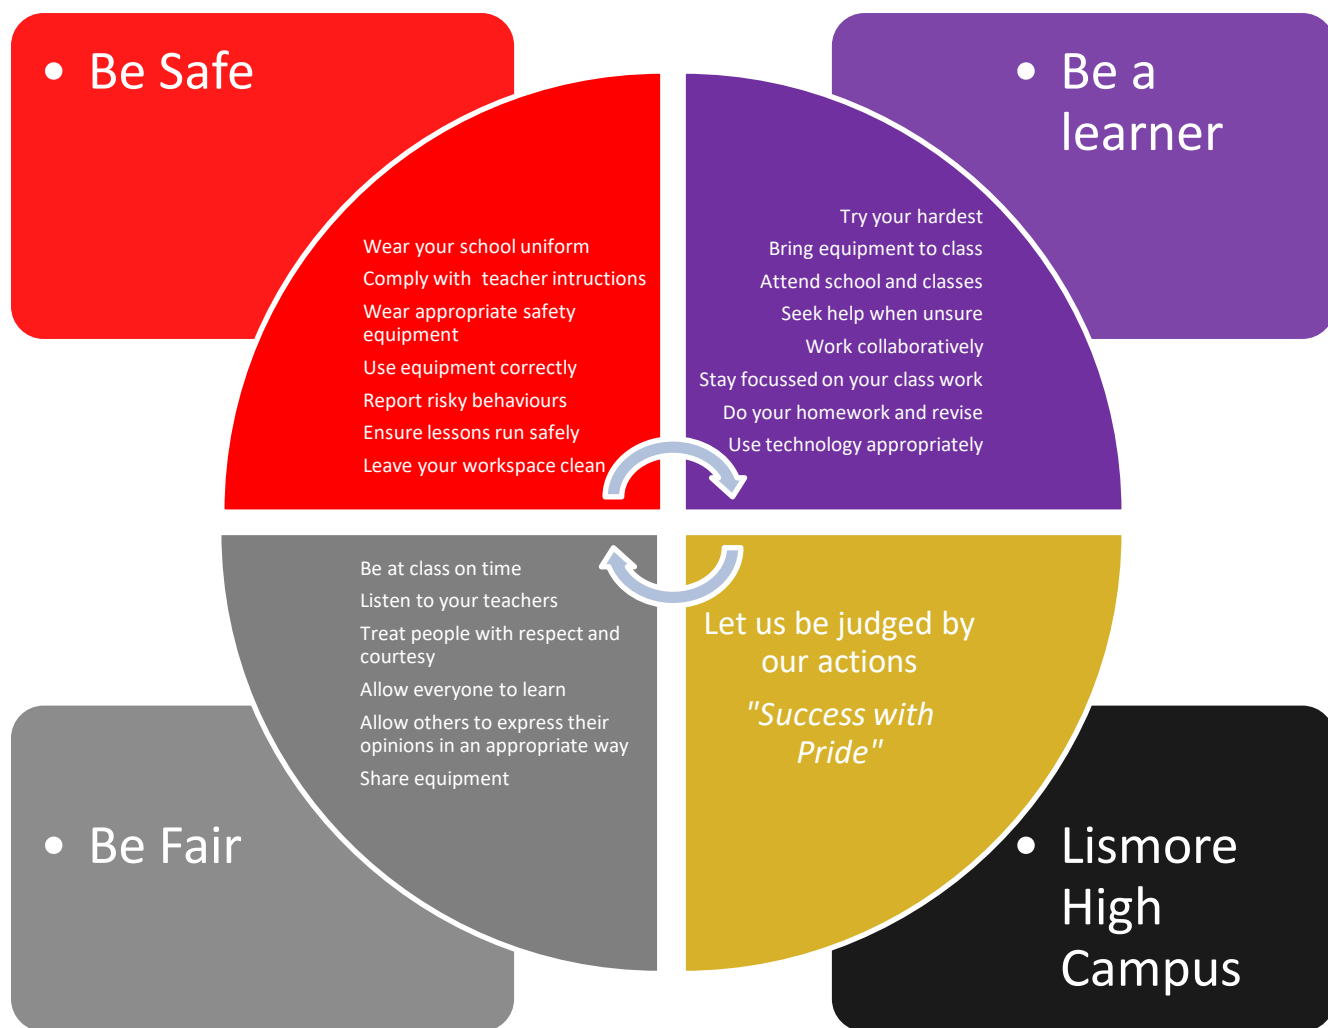 • Be Safe
Wear your school uniform
Comply with  teacher intructions
Wear appropriate safety
equipment
Use equipment correctly
Report risky behaviours
Ensure lessons run safely
Leave your workspace clean
• Be a
learner
Try your hardest
Bring equipment to class
Attend school and classes
Seek help when unsure
Work collaboratively
Stay focussed on your class work
Do your homework and revise
Use technology appropriately
• Be Fair
Be at class on time
Listen to your teachers
Treat people with respect and
courtesy
Allow everyone to learn
Allow others to express their
opinions in an appropriate way
Share equipment
Let us be judged by
our actions
"Success with
Pride"
• Lismore
High
Campus